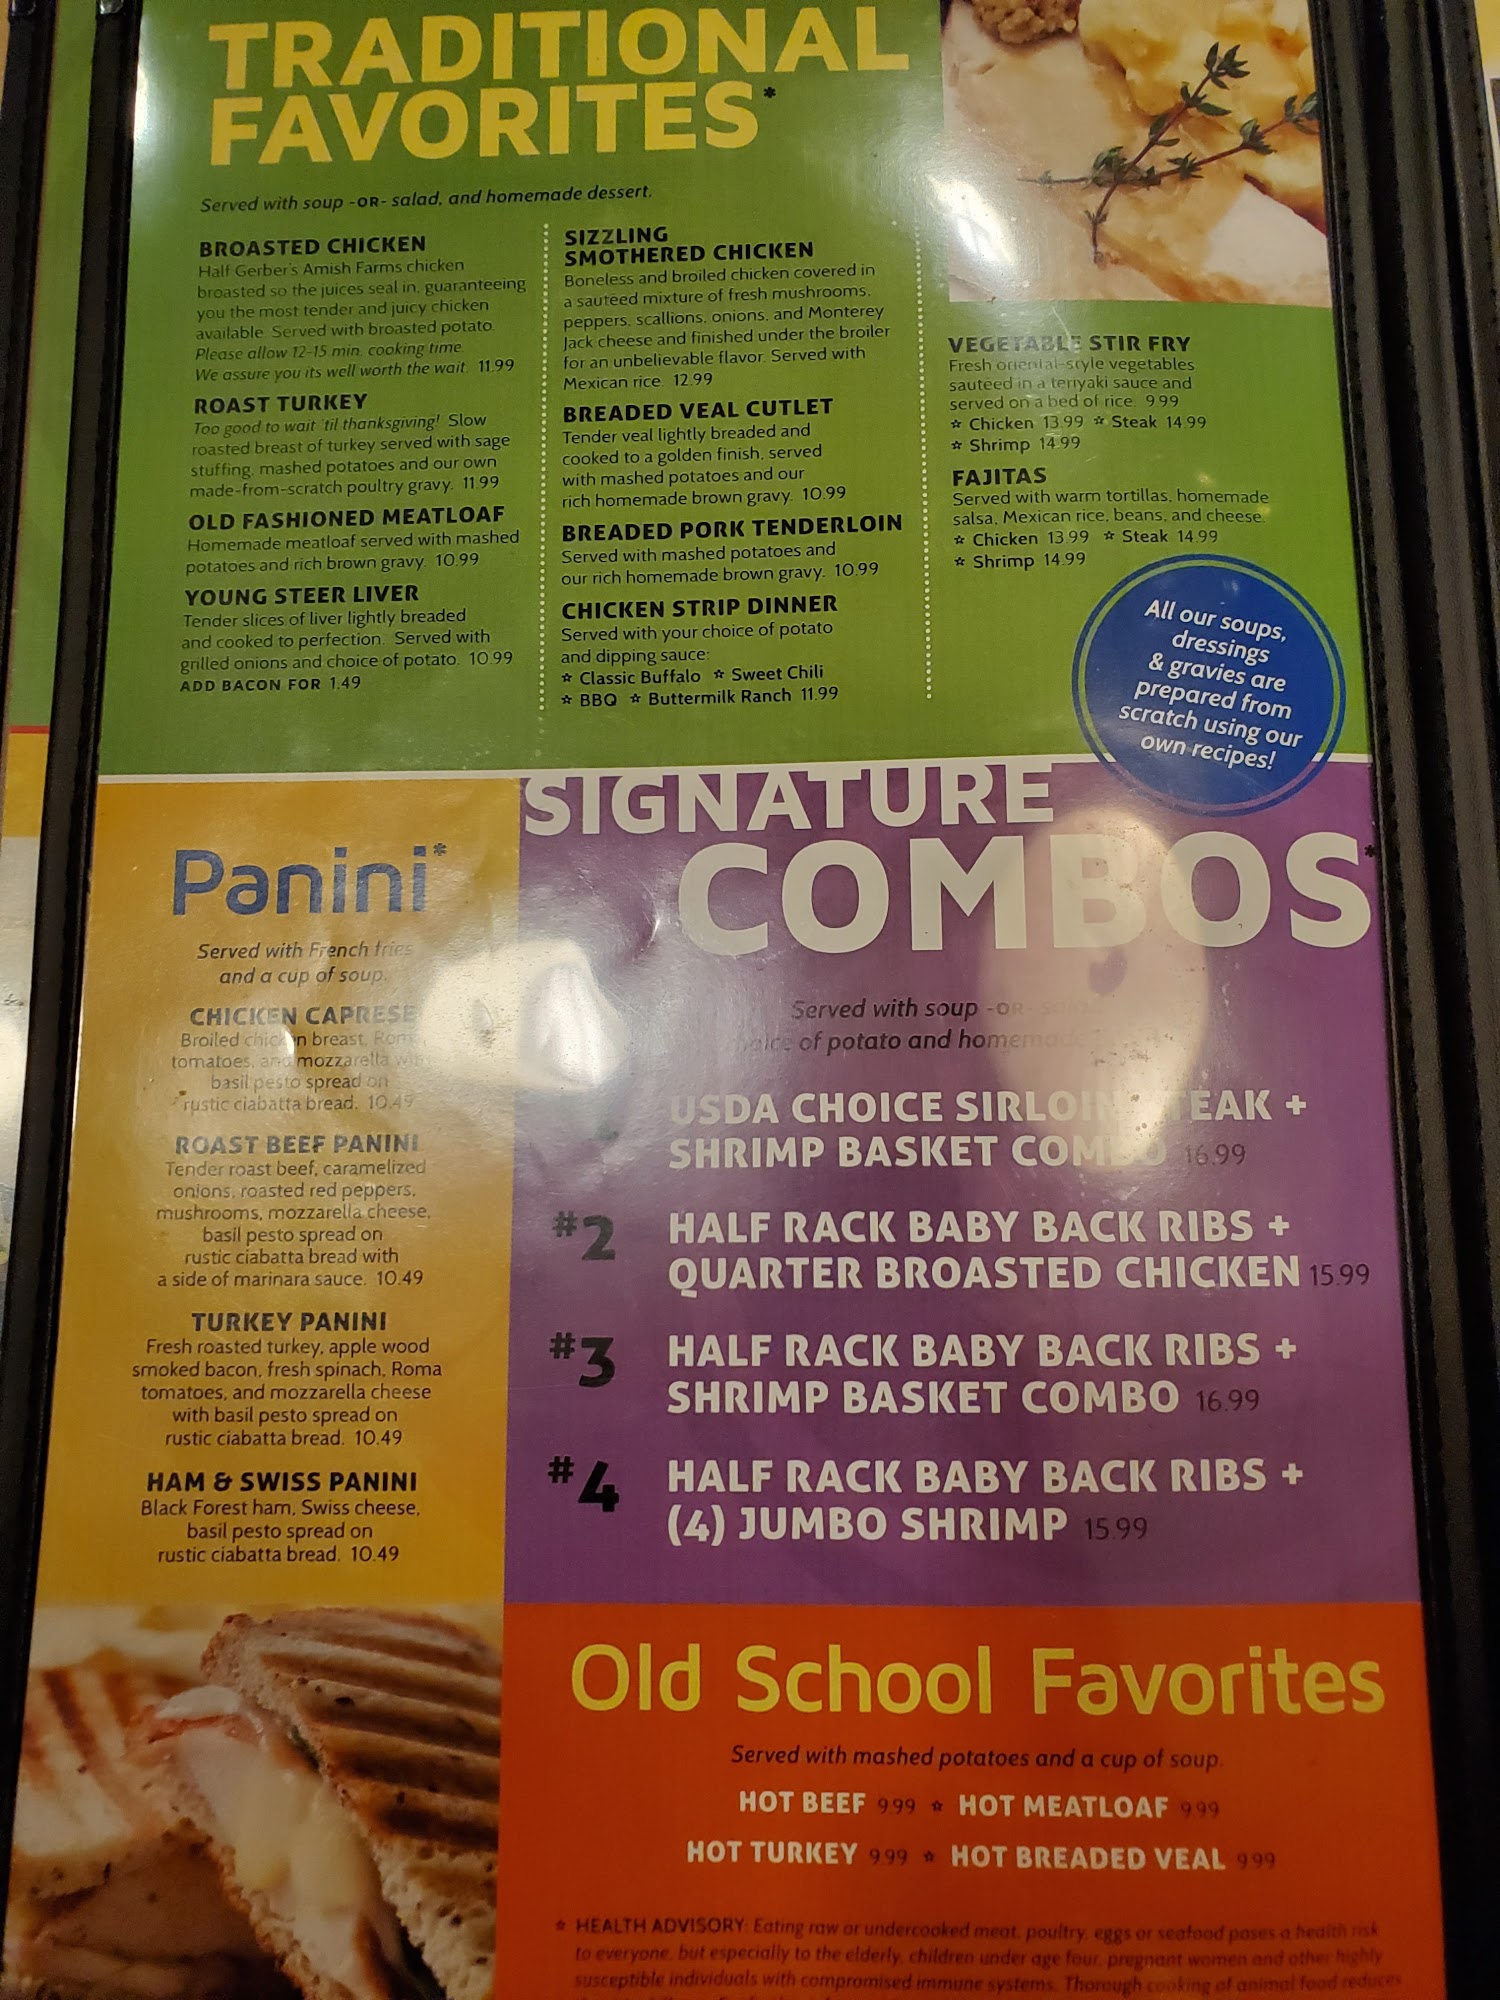 TRADITIONAL
FAVORITES*
Served with soup -OR- salad, and homemade dessert.
BROASTED CHICKEN
Half Gerber's Amish Farms chicken
broasted so the juices seal in, guaranteeing
you the most tender and juicy chicken
available. Served with broasted potato.
Please allow 12-15 min. cooking time.
We assure you its well worth the wait. 11.99
ROAST TURKEY
Too good to wait 'til thanksgiving! Slow
roasted breast of turkey served with sage
stuffing, mashed potatoes and our own
made-from-scratch poultry gravy. 11.99
OLD FASHIONED MEATLOAF
Homemade meatloaf served with mashed
potatoes and rich brown gravy. 10.99
YOUNG STEER LIVER
Tender slices of liver lightly breaded
and cooked to perfection. Served with
grilled onions and choice of potato. 10.99
ADD BACON FOR 1.49
SIZZLING
SMOTHERED CHICKEN
Boneless and broiled chicken covered in
a sautéed mixture of fresh mushrooms,
peppers, scallions, onions, and Monterey
Jack cheese and finished under the broiler
for an unbelievable flavor. Served with
Mexican rice. 12.99
BREADED VEAL CUTLET
Tender veal lightly breaded and
cooked to a golden finish, served
with mashed potatoes and our
rich homemade brown gravy. 10.99
BREADED PORK TENDERLOIN
Served with mashed potatoes and
our rich homemade brown gravy. 10.99
CHICKEN STRIP DINNER
Served with your choice of potato
and dipping sauce:
☆ Classic Buffalo ☆ Sweet Chili
☆ BBQ ☆ Buttermilk Ranch 11.99
VEGETABLE STIR FRY
Fresh oriental-style vegetables
sautéed in a teriyaki sauce and
served on a bed of rice. 9.99
☆ Chicken 13.99 ☆ Steak 14.99
☆ Shrimp 14.99
FAJITAS
Served with warm tortillas, homemade
salsa, Mexican rice, beans, and cheese.
☆ Chicken 13.99 ☆ Steak 14.99
☆ Shrimp 14.99
All our soups,
dressings
& gravies are
prepared from
scratch using our
own recipes!
Panini*
Served with French fries
and a cup of soup.
CHICKEN CAPRESE
Broiled chicken breast, Roma
tomatoes, and mozzarella with
basil pesto spread on
rustic ciabatta bread. 10.49
ROAST BEEF PANINI
Tender roast beef, caramelized
onions, roasted red peppers,
mushrooms, mozzarella cheese,
basil pesto spread on
rustic ciabatta bread with
a side of marinara sauce. 10.49
TURKEY PANINI
Fresh roasted turkey, apple wood
smoked bacon, fresh spinach, Roma
tomatoes, and mozzarella cheese
with basil pesto spread on
rustic ciabatta bread. 10.49
HAM & SWISS PANINI
Black Forest ham, Swiss cheese,
basil pesto spread on
rustic ciabatta bread. 10.49
SIGNATURE
COMBOS*
Served with soup -OR-
of potato and homemade
USDA CHOICE SIRLOIN STEAK +
SHRIMP BASKET COMBO 16.99
#2 HALF RACK BABY BACK RIBS +
QUARTER BROASTED CHICKEN 15.99
#3 HALF RACK BABY BACK RIBS +
SHRIMP BASKET COMBO 16.99
#4 HALF RACK BABY BACK RIBS +
(4) JUMBO SHRIMP 15.99
Old School Favorites
Served with mashed potatoes and a cup of soup.
HOT BEEF 9.99 ☆ HOT MEATLOAF 9.99
HOT TURKEY 9.99 ☆ HOT BREADED VEAL 9.99
☆ HEALTH ADVISORY: Eating raw or undercooked meat, poultry, eggs or seafood poses a health risk
to everyone, but especially to the elderly, children under age four, pregnant women and other highly
susceptible individuals with compromised immune systems. Thorough cooking of animal food reduces